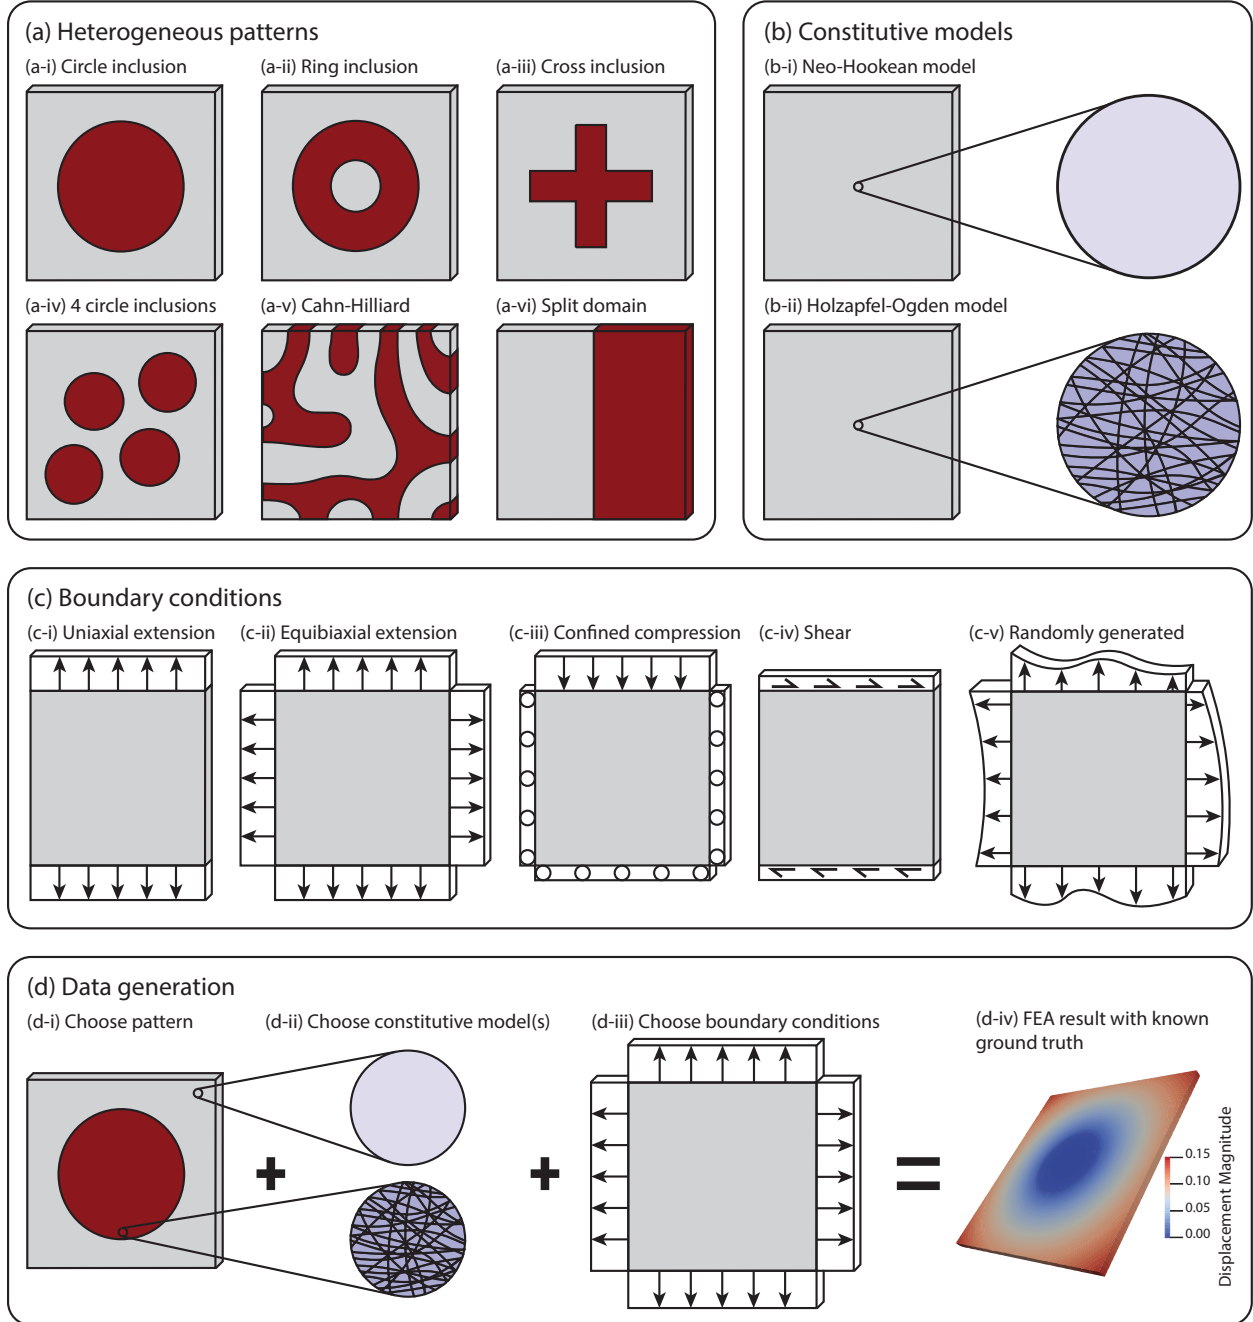 (a) Heterogeneous patterns
(a-i) Circle inclusion
(a-ii) Ring inclusion
(a-iii) Cross inclusion
(a-iv) 4 circle inclusions
(a-v) Cahn-Hilliard
(a-vi) Split domain
(b) Constitutive models
(b-i) Neo-Hookean model
(b-ii) Holzapfel-Ogden model
(c) Boundary conditions
(c-i) Uniaxial extension
(c-ii) Equibiaxial extension
(c-iii) Confined compression
(c-iv) Shear
(c-v) Randomly generated
(d) Data generation
(d-i) Choose pattern
(d-ii) Choose constitutive model(s)
(d-iii) Choose boundary conditions
(d-iv) FEA result with known
ground truth
+
+
=
0.15
0.10
0.05
0.00
Displacement Magnitude